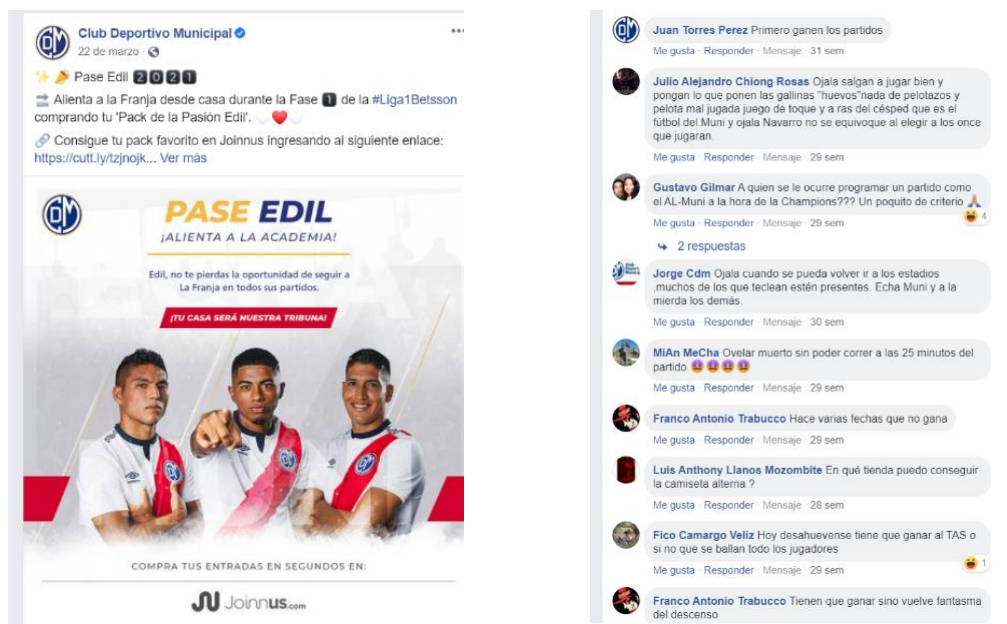 Club Deportivo Municipal
22 de marzo
Pase Edil 2021
Alienta a la Franja desde casa durante la Fase 1 de la #Liga1Betsson
comprando tu 'Pack de la Pasión Edil'.
Consigue tu pack favorito en Joinnus ingresando al siguiente enlace:
https://cutt.ly/tzjnojk... Ver más
PASE EDIL
¡ALIENTA A LA ACADEMIA!
Edil, no te pierdas la oportunidad de seguir a
La Franja en todos sus partidos.
¡TU CASA SERÁ NUESTRA TRIBUNA!
COMPRA TUS ENTRADAS EN SEGUNDOS EN:
Joinnus.com
Juan Torres Perez Primero ganen los partidos
Me gusta · Responder · Mensaje · 31 sem
Julio Alejandro Chiong Rosas Ojala salgan a jugar bien y
pongan lo que ponen las gallinas "huevos"nada de pelotazos y
pelota mal jugada juego de toque y a ras del césped que es el
fútbol del.Muni y ojala Navarro no se equivoque al elegir a los once
que jugaran.
Me gusta · Responder · Mensaje · 29 sem
Gustavo Gilmar A quien se le ocurre programar un partido como
el AL-Muni a la hora de la Champions??? Un poquito de criterio 🙏
4
Me gusta · Responder · Mensaje · 29 sem
2 respuestas
Jorge Cdm Ojala cuando se pueda volver ir a los estadios
,muchos de los que teclean estén presentes. Echa Muni y a la
mierda los demás.
Me gusta · Responder · Mensaje · 30 sem
MiAn MeCha Ovelar muerto sin poder correr a las 25 minutos del
partido
Me gusta · Responder · Mensaje · 29 sem
Franco Antonio Trabucco Hace varias fechas que no gana
Me gusta · Responder · Mensaje · 29 sem
Luis Anthony Llanos Mozombite En qué tienda puedo conseguir
la camiseta alterna ?
Me gusta · Responder · Mensaje · 28 sem
Fico Camargo Veliz Hoy desahuevense tiene que ganar al TAS o
si no que se ballan todo los jugadores
1
Me gusta · Responder · Mensaje · 29 sem
Franco Antonio Trabucco Tienen que ganar sino vuelve fantasma
del descenso